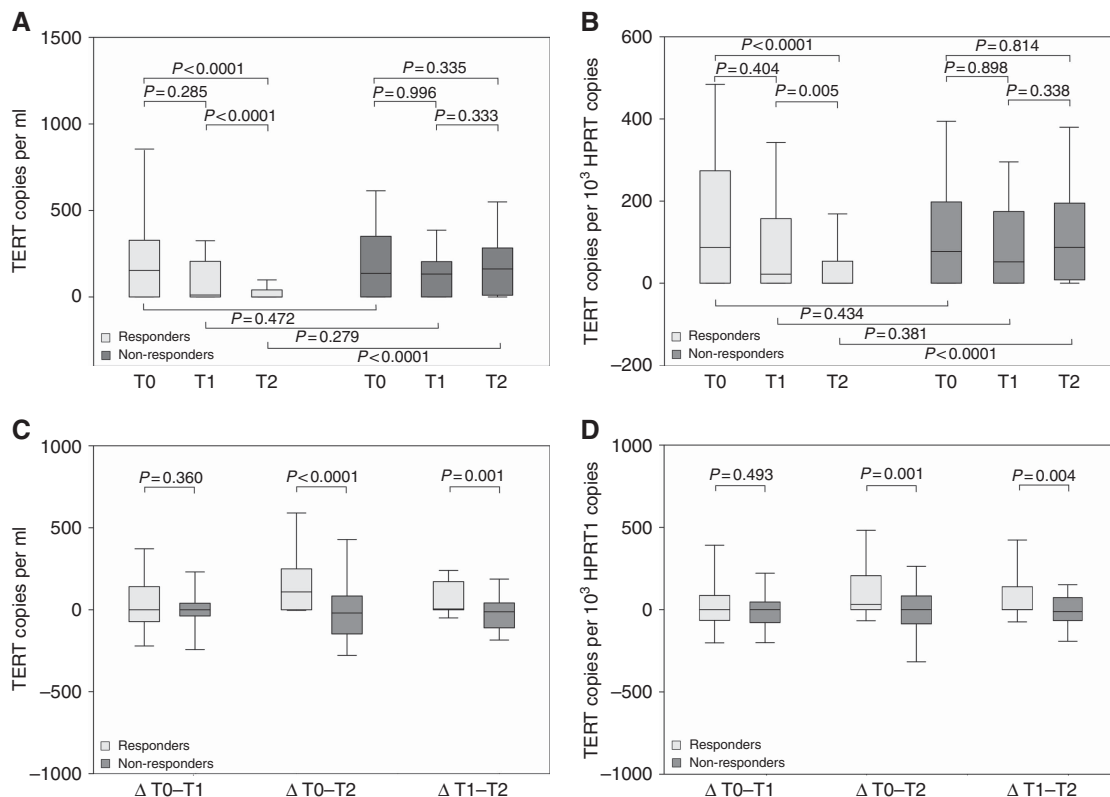 A
TERT copies per ml
1500
1000
500
0
P<0.0001
P=0.285
P<0.0001
P=0.335
P=0.996
P=0.333
P=0.472
P=0.279
P<0.0001
Responders
Non-responders
T0 T1 T2 T0 T1 T2
B
TERT copies per 10³ HPRT copies
600
400
200
0
−200
P<0.0001
P=0.404
P=0.005
P=0.814
P=0.898
P=0.338
P=0.434
P=0.381
P<0.0001
Responders
Non-responders
T0 T1 T2 T0 T1 T2
C
TERT copies per ml
1000
500
0
−500
−1000
P=0.360
P<0.0001
P=0.001
Responders
Non-responders
Δ T0–T1 Δ T0–T2 Δ T1–T2
D
TERT copies per 10³ HPRT1 copies
1000
500
0
−500
−1000
P=0.493
P=0.001
P=0.004
Responders
Non-responders
Δ T0–T1 Δ T0–T2 Δ T1–T2